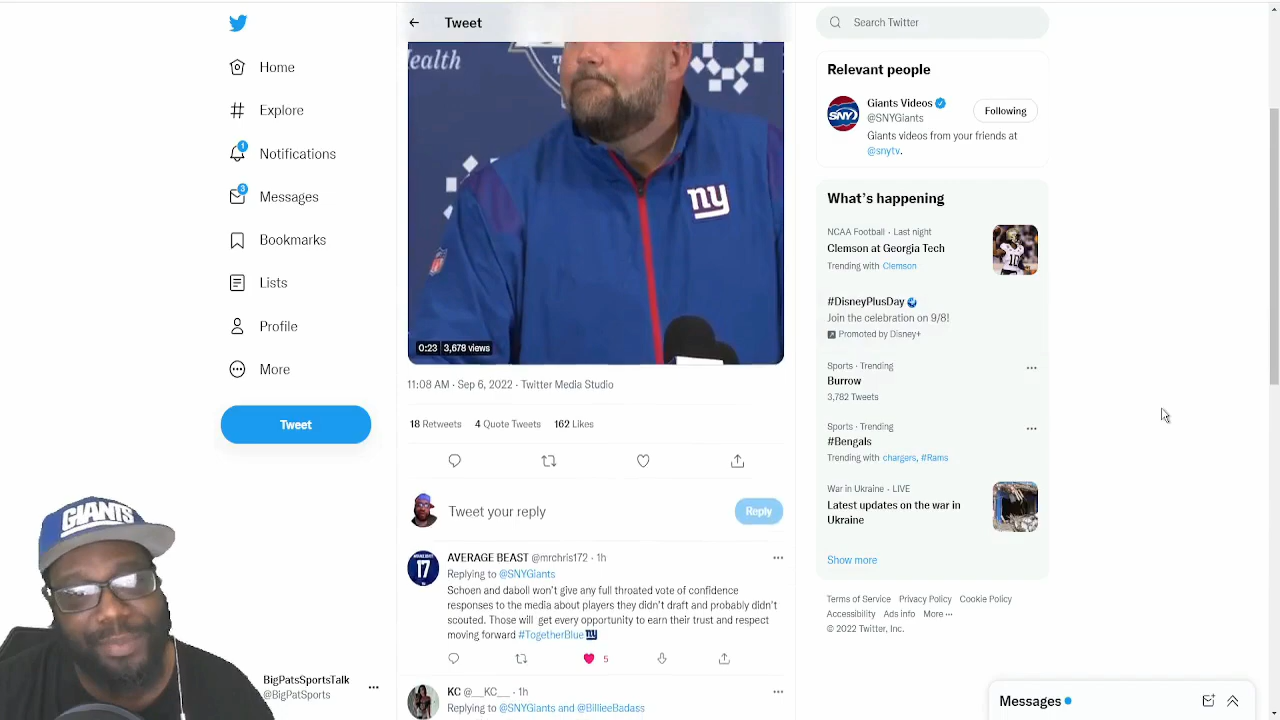 Home
Explore
1
Notifications
3
Messages
Bookmarks
Lists
Profile
More
Tweet
GIANTS
BigPatsSportsTalk
@BigPatSports
Tweet
ealth
ny
NFL
0:23 3,678 views
11:08 AM · Sep 6, 2022 · Twitter Media Studio
18 Retweets 4 Quote Tweets 162 Likes
Tweet your reply
Reply
17
AVERAGE BEAST @mrchris172 · 1h
Replying to @SNYGiants
Schoen and daboll won't give any full throated vote of confidence
responses to the media about players they didn't draft and probably didn't
scouted. Those will get every opportunity to earn their trust and respect
moving forward #TogetherBlue
5
KC @__KC__ · 1h
Replying to @SNYGiants and @BillieeBadass
Search Twitter
Relevant people
SNY
Giants Videos
@SNYGiants
Following
Giants videos from your friends at
@snytv.
What's happening
NCAA Football · Last night
Clemson at Georgia Tech
Trending with Clemson
10
#DisneyPlusDay
Join the celebration on 9/8!
Promoted by Disney+
Sports · Trending
Burrow
3,782 Tweets
Sports · Trending
#Bengals
Trending with chargers, #Rams
War in Ukraine · LIVE
Latest updates on the war in
Ukraine
Show more
Terms of Service Privacy Policy Cookie Policy
Accessibility Ads info More ···
© 2022 Twitter, Inc.
Messages